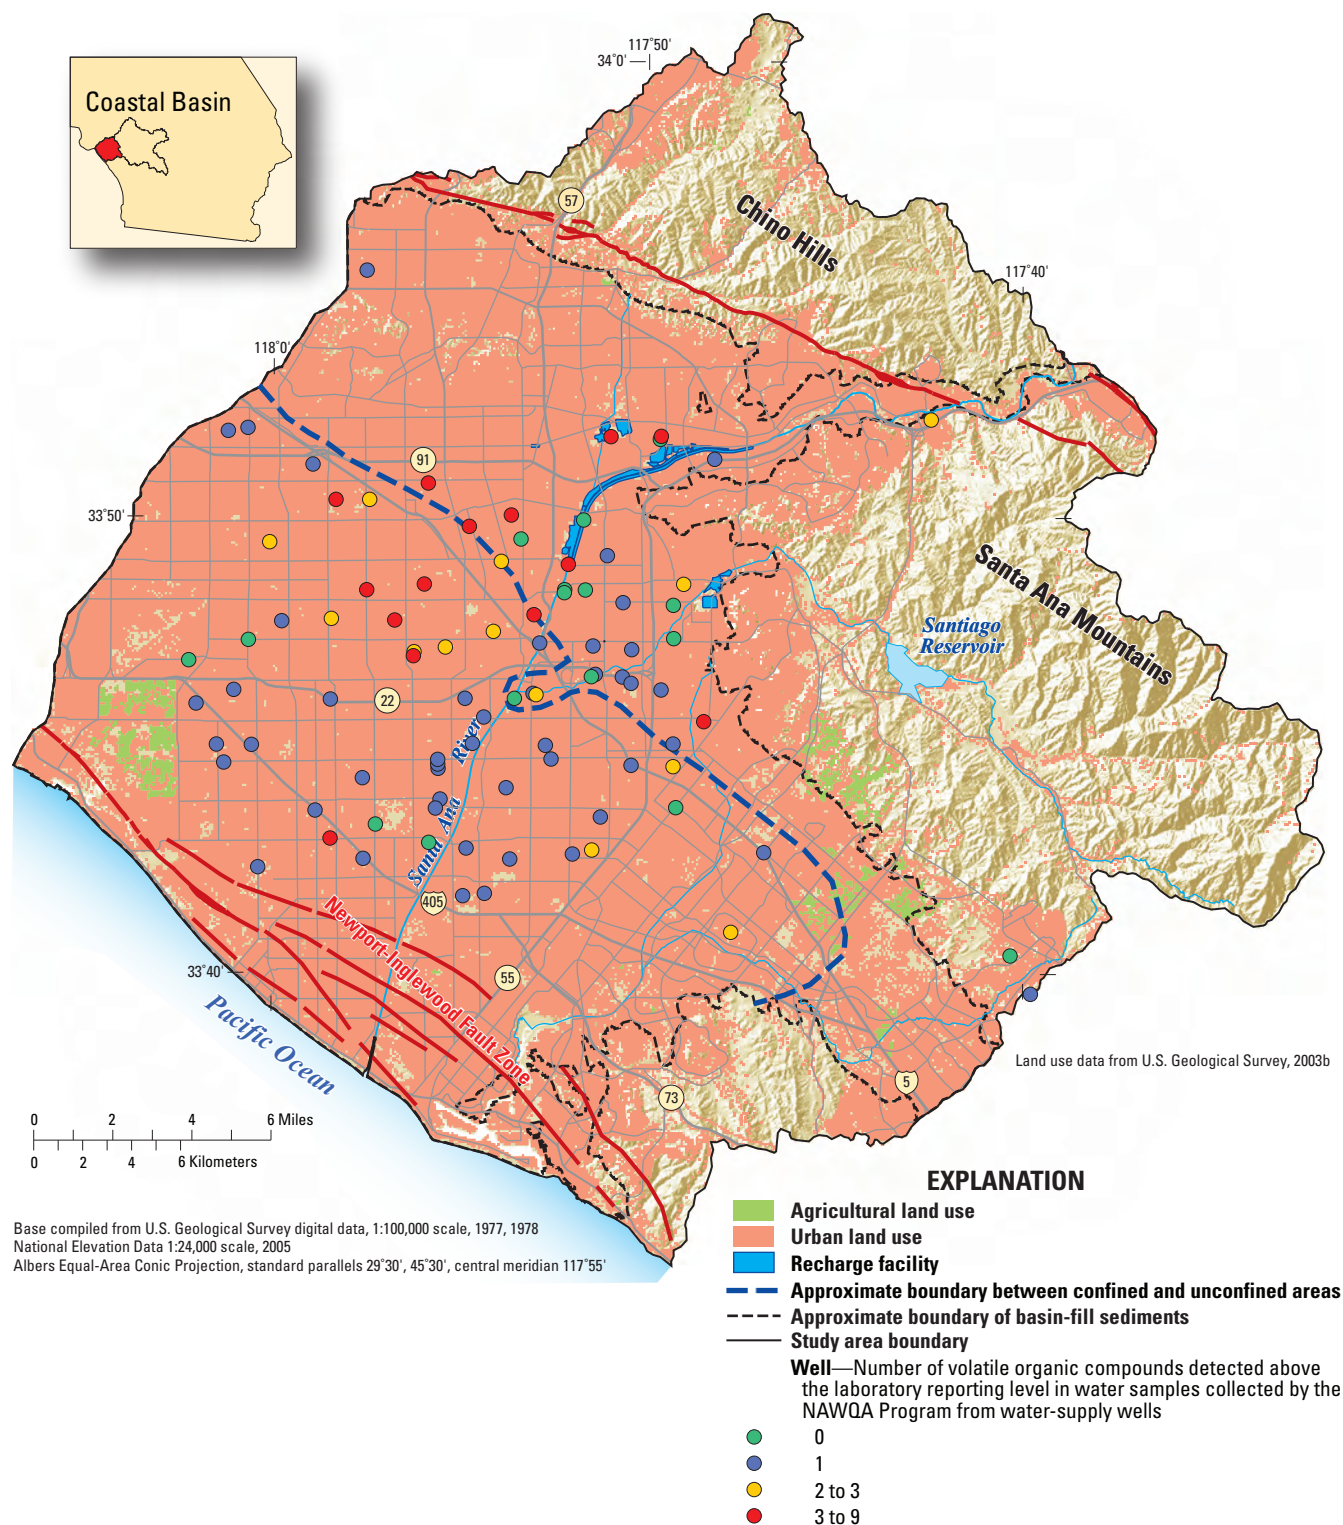 117°50'
34°0'
Coastal Basin
57
Chino Hills
117°40'
118°0'
91
33°50'
Santa Ana Mountains
Santiago
Reservoir
22
Santa Ana River
405
Newport-Inglewood Fault Zone
33°40'
55
Pacific Ocean
Land use data from U.S. Geological Survey, 2003b
5
73
0 2 4 6 Miles
0 2 4 6 Kilometers
Base compiled from U.S. Geological Survey digital data, 1:100,000 scale, 1977, 1978
National Elevation Data 1:24,000 scale, 2005
Albers Equal-Area Conic Projection, standard parallels 29°30', 45°30', central meridian 117°55'
EXPLANATION
Agricultural land use
Urban land use
Recharge facility
Approximate boundary between confined and unconfined areas
Approximate boundary of basin-fill sediments
Study area boundary
Well—Number of volatile organic compounds detected above
the laboratory reporting level in water samples collected by the
NAWQA Program from water-supply wells
0
1
2 to 3
3 to 9